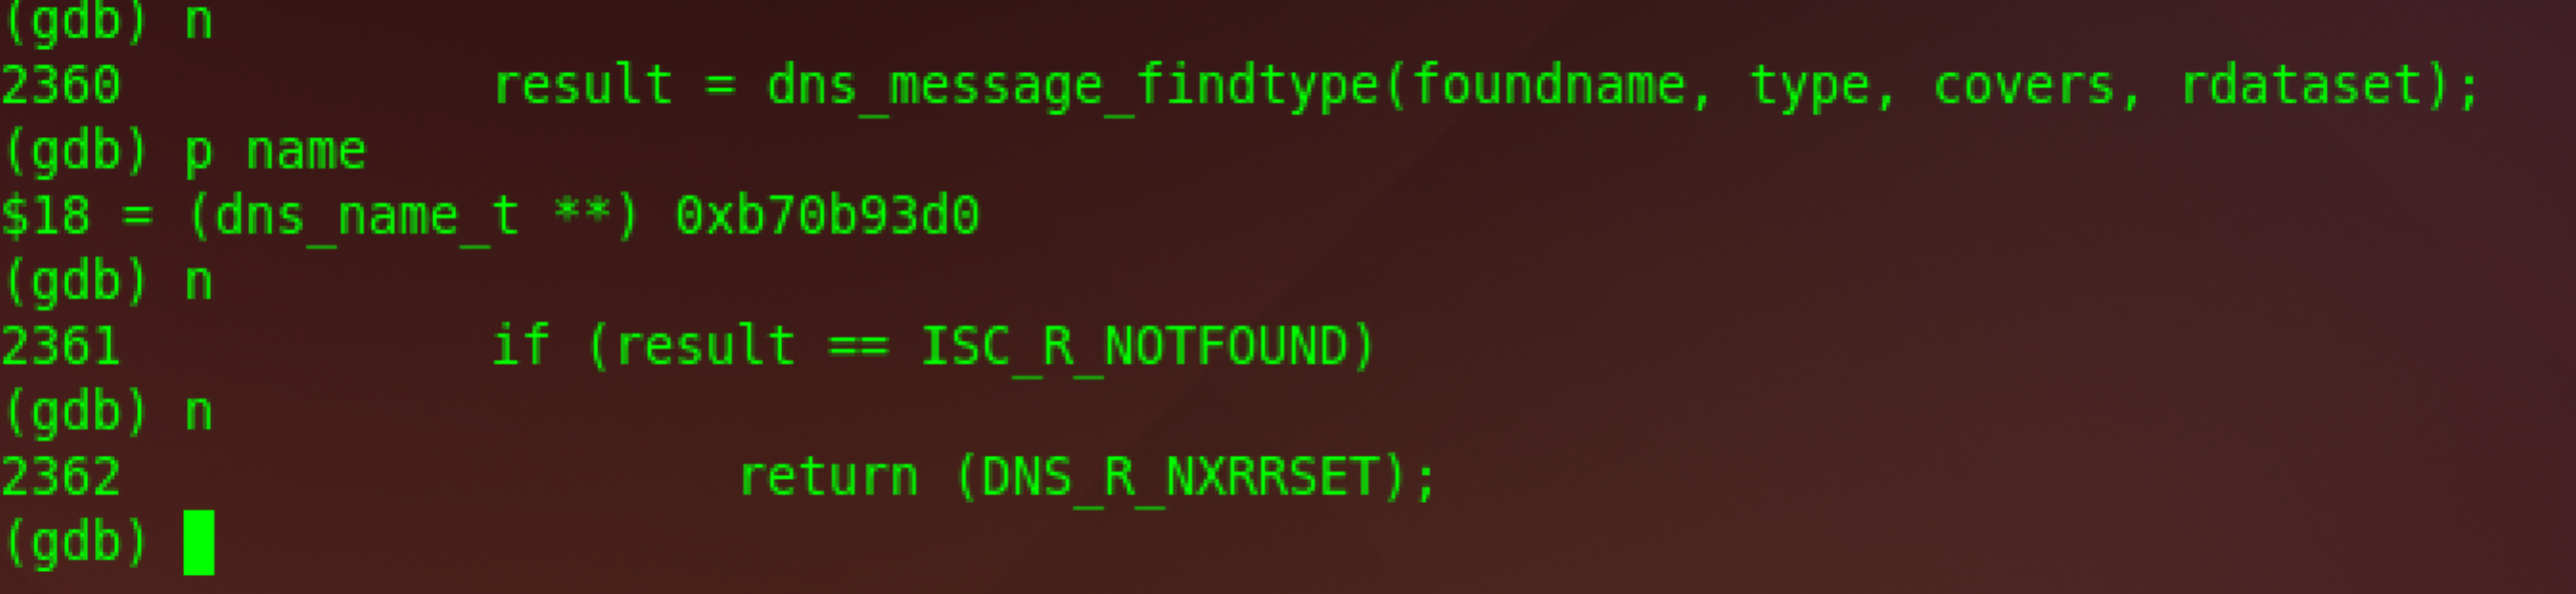 (gdb) n
2360                result = dns_message_findtype(foundname, type, covers, rdataset);
(gdb) p name
$18 = (dns_name_t **) 0xb70b93d0
(gdb) n
2361                if (result == ISC_R_NOTFOUND)
(gdb) n
2362                        return (DNS_R_NXRRSET);
(gdb)